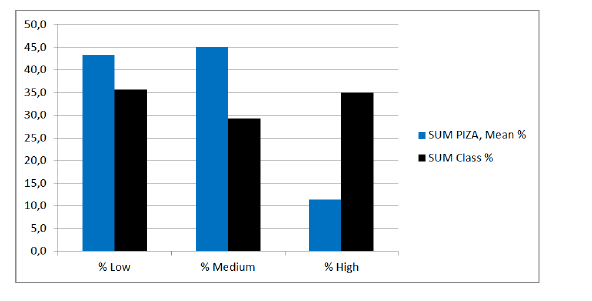 50,0
45,0
40,0
35,0
30,0
25,0
20,0
15,0
10,0
5,0
0,0
% Low
% Medium
% High
SUM PIZA, Mean %
SUM Class %